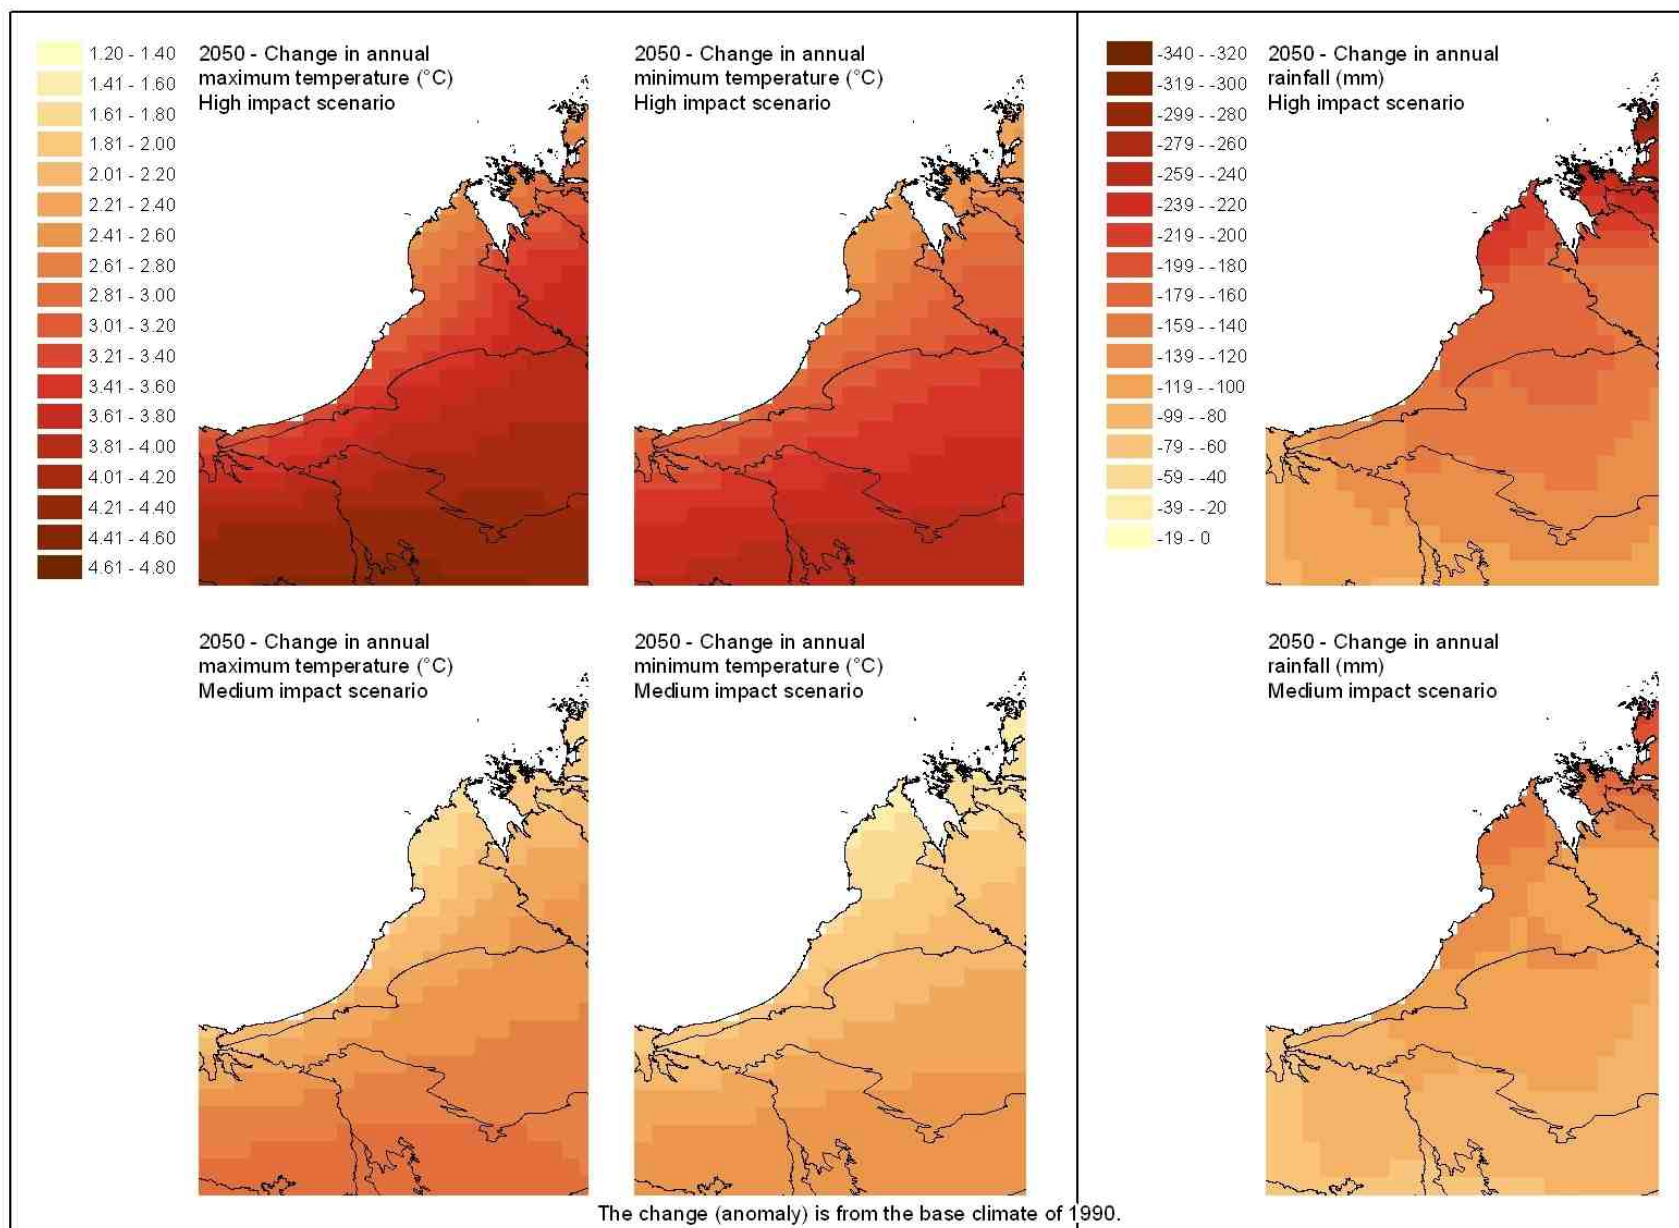 1.20 - 1.40
1.41 - 1.60
1.61 - 1.80
1.81 - 2.00
2.01 - 2.20
2.21 - 2.40
2.41 - 2.60
2.61 - 2.80
2.81 - 3.00
3.01 - 3.20
3.21 - 3.40
3.41 - 3.60
3.61 - 3.80
3.81 - 4.00
4.01 - 4.20
4.21 - 4.40
4.41 - 4.60
4.61 - 4.80
2050 - Change in annual
maximum temperature (°C)
High impact scenario
2050 - Change in annual
minimum temperature (°C)
High impact scenario
-340 - -320
-319 - -300
-299 - -280
-279 - -260
-259 - -240
-239 - -220
-219 - -200
-199 - -180
-179 - -160
-159 - -140
-139 - -120
-119 - -100
-99 - -80
-79 - -60
-59 - -40
-39 - -20
-19 - 0
2050 - Change in annual
rainfall (mm)
High impact scenario
2050 - Change in annual
maximum temperature (°C)
Medium impact scenario
2050 - Change in annual
minimum temperature (°C)
Medium impact scenario
2050 - Change in annual
rainfall (mm)
Medium impact scenario
The change (anomaly) is from the base climate of 1990.